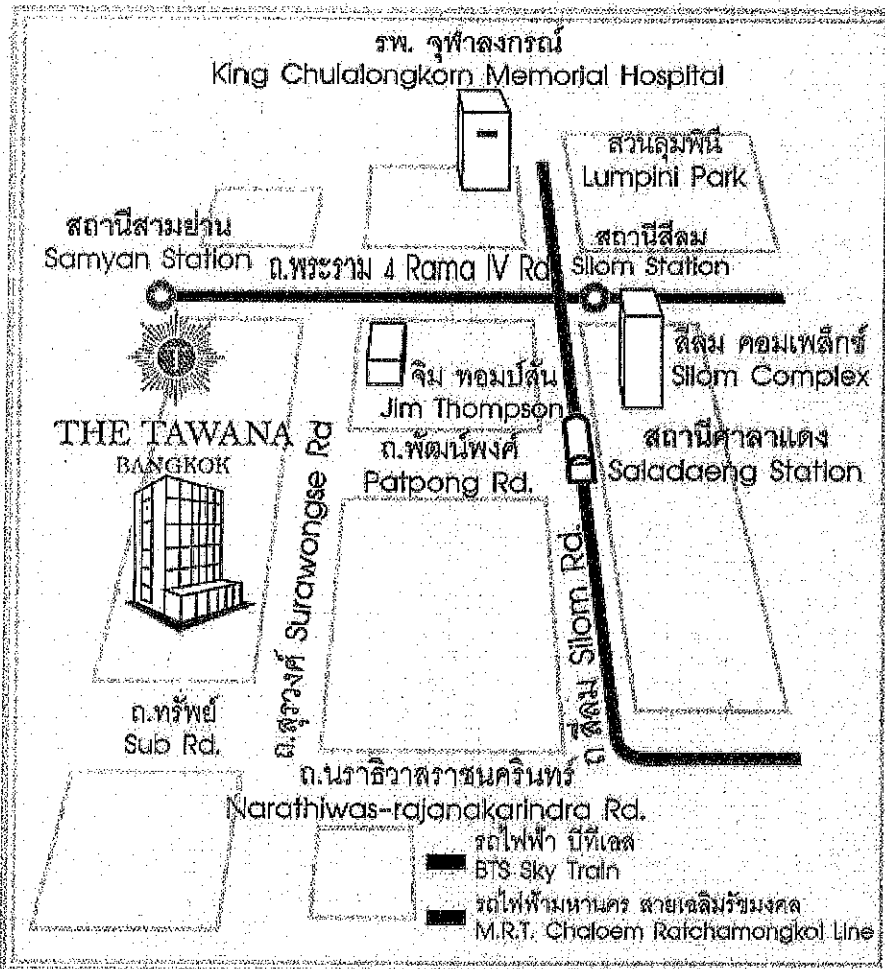 รพ. จุฬาลงกรณ์
King Chulalongkorn Memorial Hospital
สวนลุมพินี
Lumpini Park
สถานีสามย่าน
Samyan Station
ถ.พระราม 4 Rama IV Rd
สถานีสีลม
Silom Station
จิม ทอมป์สัน
Jim Thompson
สีลม คอมเพล็กซ์
Silom Complex
THE TAWANA
BANGKOK
ถ.พัฒน์พงศ์
Patpong Rd.
สถานีศาลาแดง
Saladaeng Station
ถ.สุรวงศ์ Surawongse Rd
ถ สีลม Silom Rd.
ถ.ทรัพย์
Sub Rd.
ถ.นราธิวาสราชนครินทร์
Narathiwas-rajanakarindra Rd.
รถไฟฟ้า บีทีเอส
BTS Sky Train
รถไฟฟ้ามหานคร สายเฉลิมรัชมงคล
M.R.T. Chaloem Ratchamongkol Line